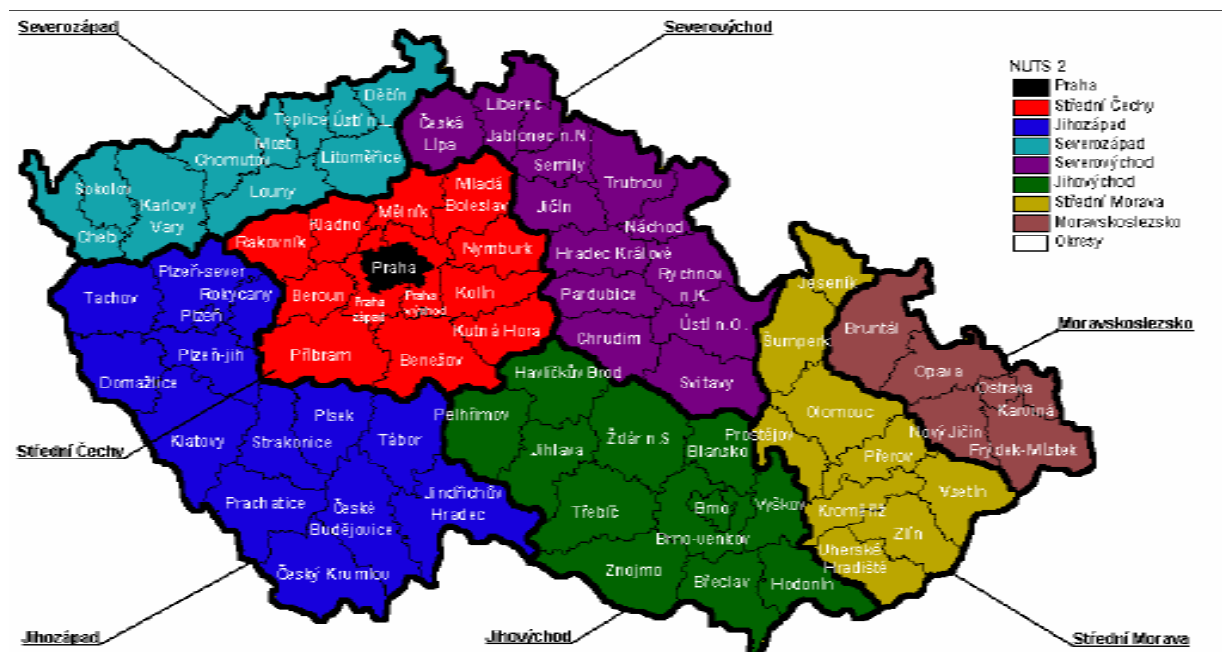 Severozápad
Severovýchod
NUTS 2
Praha
Střední Čechy
Jihozápad
Severozápad
Severovýchod
Jihovýchod
Střední Morava
Moravskoslezsko
Okresy
Děčín
Liberec
Teplice
Ústí n.L.
Česká
Lípa
Jablonec n.N.
Most
Chomutov
Litoměřice
Semily
Sokolov
Louny
Mladá
Boleslav
Trutnov
Karlovy
Vary
Mělník
Jičín
Cheb
Kladno
Náchod
Rakovník
Nymburk
Hradec Králové
Plzeň-sever
Praha
Rychnov
n.K.
Jeseník
Tachov
Rokycany
Beroun
Praha
západ
Praha
východ
Kolín
Pardubice
Plzeň
Kutná Hora
Ústí n.O.
Bruntál
Moravskoslezsko
Chrudim
Šumperk
Plzeň-jih
Příbram
Benešov
Opava
Havlíčkův Brod
Svitavy
Ostrava
Domažlice
Karviná
Písek
Pelhřimov
Olomouc
Nový Jičín
Klatovy
Strakonice
Tábor
Žďár n.S
Prostějov
Střední Čechy
Jihlava
Blansko
Přerov
Frýdek-Místek
Prachatice
České
Budějovice
Jindřichův
Hradec
Vsetín
Třebíč
Brno
Vyškov
Kroměříž
Zlín
Brno-venkov
Uherské
Hradiště
Český Krumlov
Znojmo
Břeclav
Hodonín
Jihozápad
Jihovýchod
Střední Morava